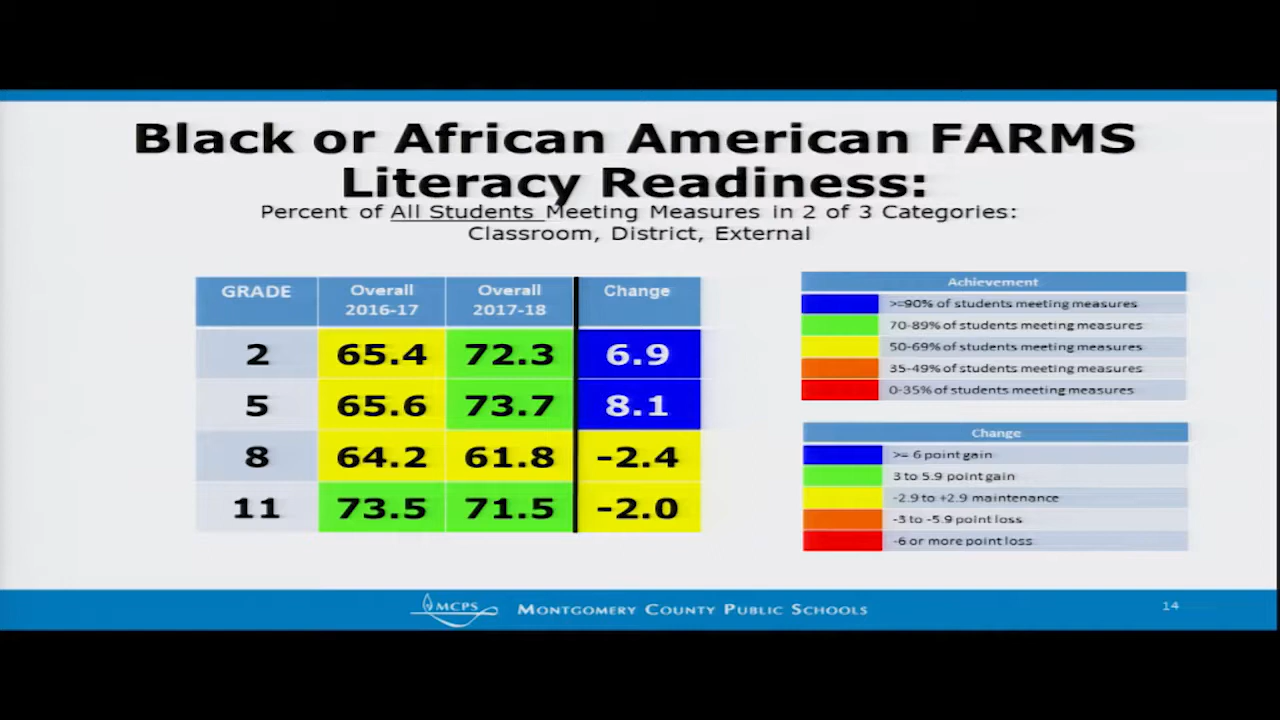 Black or African American FARMS
Literacy Readiness:
Percent of All Students Meeting Measures in 2 of 3 Categories:
Classroom, District, External
GRADE Overall 2016-17 Overall 2017-18 Change
2 65.4 72.3 6.9
5 65.6 73.7 8.1
8 64.2 61.8 -2.4
11 73.5 71.5 -2.0
Achievement
>=90% of students meeting measures
70-89% of students meeting measures
50-69% of students meeting measures
35-49% of students meeting measures
0-35% of students meeting measures
Change
>= 6 point gain
3 to 5.9 point gain
-2.9 to +2.9 maintenance
-3 to -5.9 point loss
-6 or more point loss
MCPS MONTGOMERY COUNTY PUBLIC SCHOOLS
14